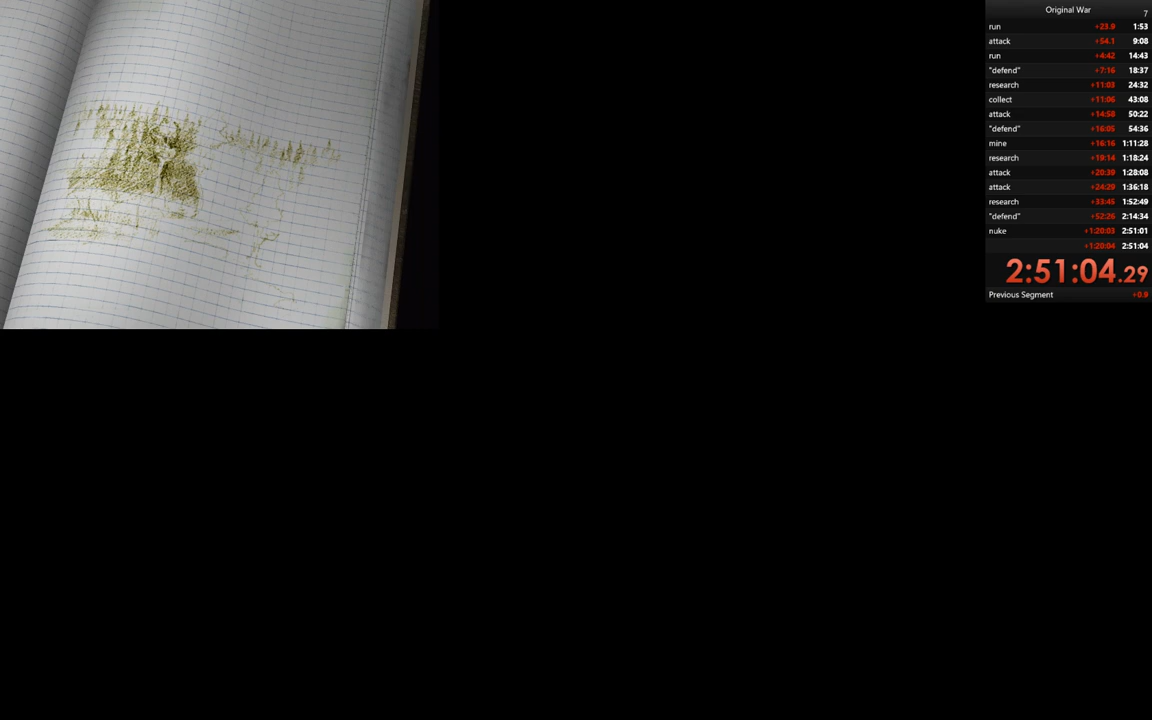 Original War
7
run +23.9 1:53
attack +54.1 9:08
run +4:42 14:43
"defend" +7:16 18:37
research +11:03 24:32
collect +11:06 43:08
attack +14:58 50:22
"defend" +16:05 54:36
mine +16:16 1:11:28
research +19:14 1:18:24
attack +20:39 1:28:08
attack +24:29 1:36:18
research +33:45 1:52:49
"defend" +52:26 2:14:34
nuke +1:20:03 2:51:01
+1:20:04 2:51:04
2:51:04.29
Previous Segment +0.9